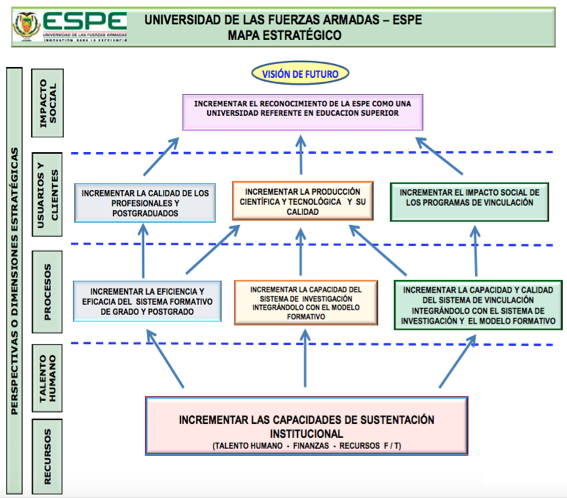 ESPE
UNIVERSIDAD DE LAS FUERZAS ARMADAS
INNOVACIÓN PARA LA EXCELENCIA
UNIVERSIDAD DE LAS FUERZAS ARMADAS – ESPE
MAPA ESTRATÉGICO
PERSPECTIVAS O DIMENSIONES ESTRATÉGICAS
IMPACTO
SOCIAL
VISIÓN DE FUTURO
INCREMENTAR EL RECONOCIMIENTO DE LA ESPE COMO UNA
UNIVERSIDAD REFERENTE EN EDUCACION SUPERIOR
USUARIOS Y
CLIENTES
INCREMENTAR LA CALIDAD DE LOS
PROFESIONALES Y
POSTGRADUADOS
INCREMENTAR LA PRODUCCIÓN
CIENTÍFICA Y TECNOLÓGICA Y SU
CALIDAD
INCREMENTAR EL IMPACTO SOCIAL DE
LOS PROGRAMAS DE VINCULACIÓN
PROCESOS
INCREMENTAR LA EFICIENCIA Y
EFICACIA DEL SISTEMA FORMATIVO
DE GRADO Y POSTGRADO
INCREMENTAR LA CAPACIDAD DEL
SISTEMA DE INVESTIGACIÓN
INTEGRÁNDOLO CON EL MODELO
FORMATIVO
INCREMENTAR LA CAPACIDAD Y CALIDAD
DEL SISTEMA DE VINCULACIÓN
INTEGRÁNDOLO CON EL SISTEMA DE
INVESTIGACIÓN Y EL MODELO FORMATIVO
TALENTO
HUMANO
RECURSOS
INCREMENTAR LAS CAPACIDADES DE SUSTENTACIÓN
INSTITUCIONAL
(TALENTO HUMANO - FINANZAS - RECURSOS F / T)